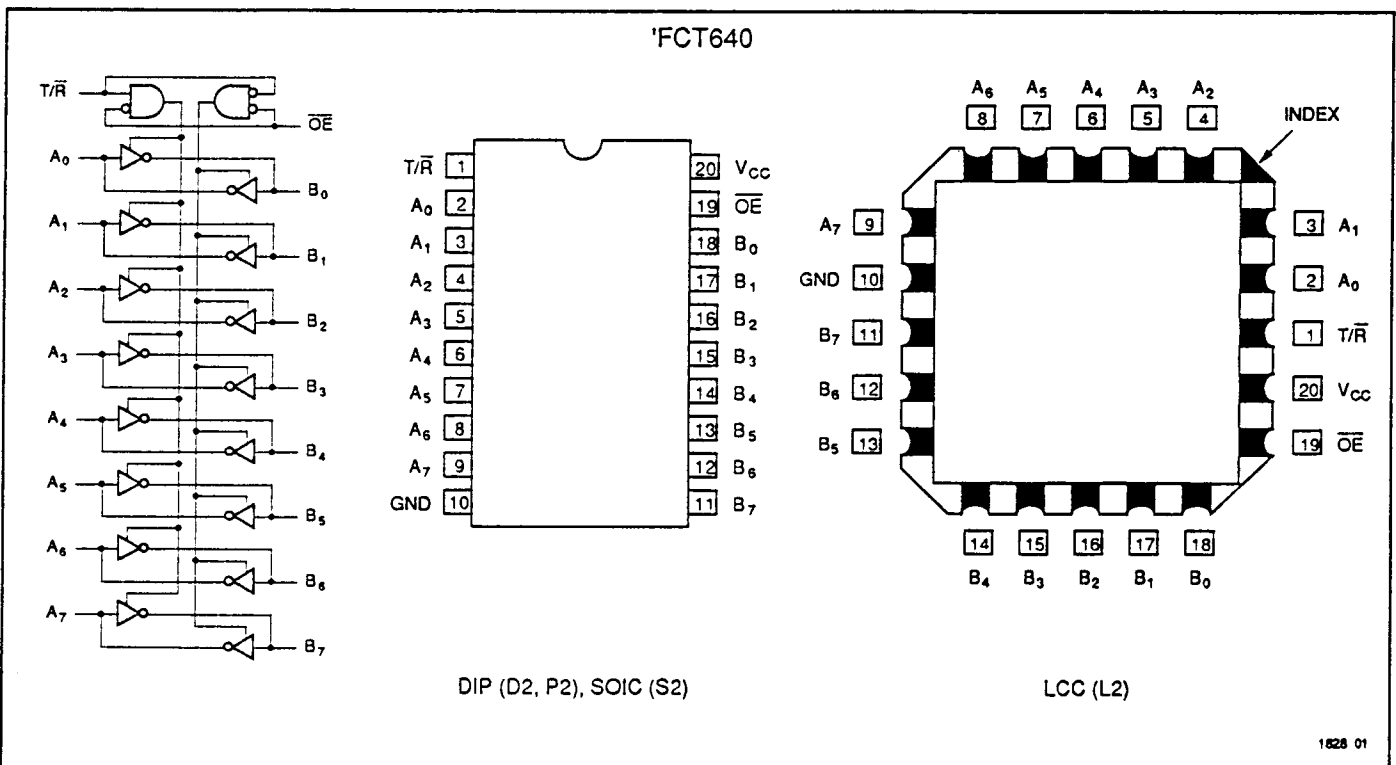 'FCT640
T/R̅
O̅E̅
A₀
B₀
A₁
B₁
A₂
B₂
A₃
B₃
A₄
B₄
A₅
B₅
A₆
B₆
A₇
B₇
T/R̅ 1
A₀ 2
A₁ 3
A₂ 4
A₃ 5
A₄ 6
A₅ 7
A₆ 8
A₇ 9
GND 10
20 VCC
19 O̅E̅
18 B₀
17 B₁
16 B₂
15 B₃
14 B₄
13 B₅
12 B₆
11 B₇
DIP (D2, P2), SOIC (S2)
A₆ A₅ A₄ A₃ A₂
8 7 6 5 4
INDEX
A₇ 9
GND 10
B₇ 11
B₆ 12
B₅ 13
3 A₁
2 A₀
1 T/R̅
20 VCC
19 O̅E̅
14 15 16 17 18
B₄ B₃ B₂ B₁ B₀
LCC (L2)
1828 01